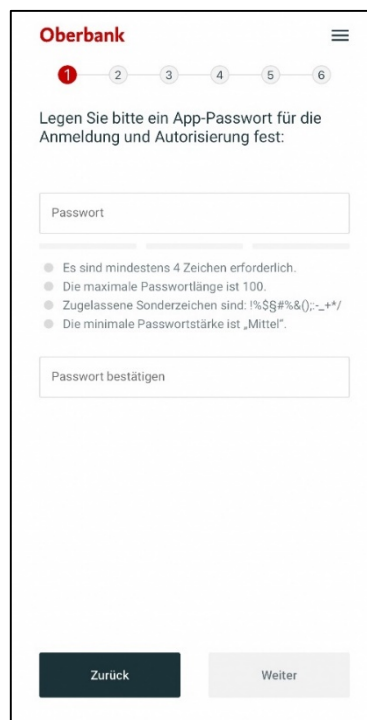 Oberbank
1 2 3 4 5 6
Legen Sie bitte ein App-Passwort für die
Anmeldung und Autorisierung fest:
Passwort
Es sind mindestens 4 Zeichen erforderlich.
Die maximale Passwortlänge ist 100.
Zugelassene Sonderzeichen sind: !%$§#%&();:-_+*/
Die minimale Passwortstärke ist „Mittel“.
Passwort bestätigen
Zurück Weiter